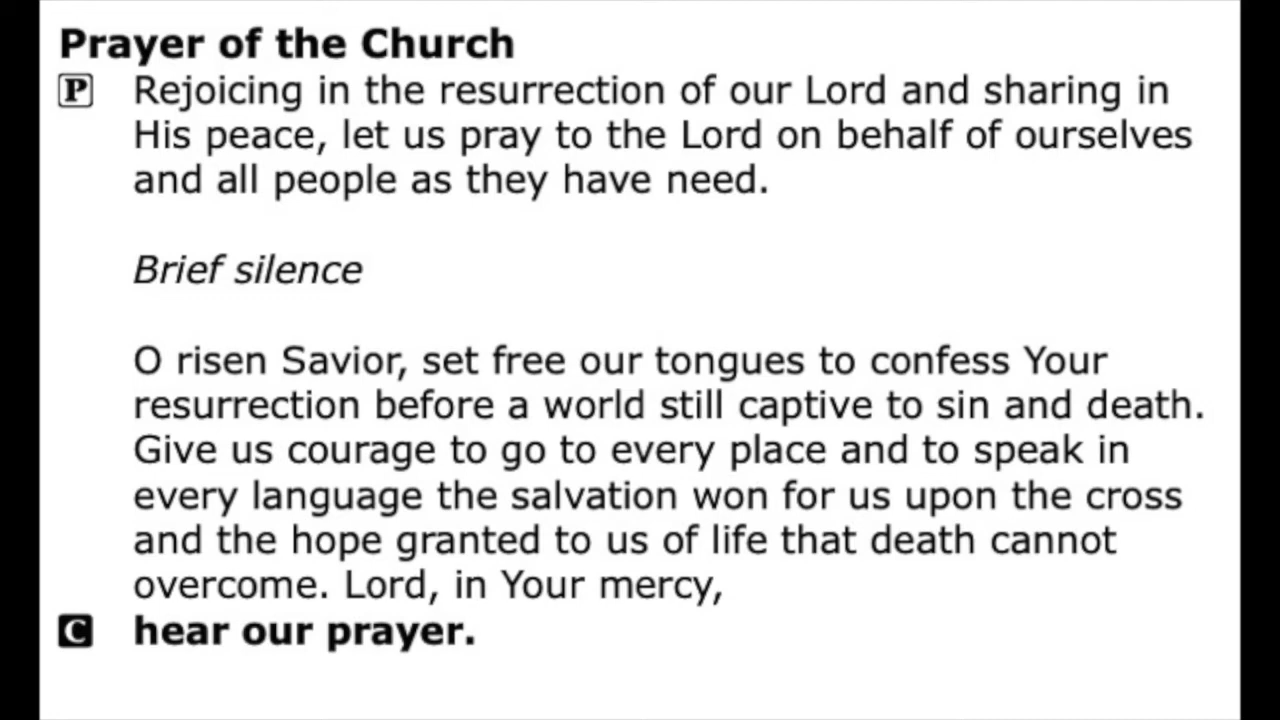 Prayer of the Church
P Rejoicing in the resurrection of our Lord and sharing in
His peace, let us pray to the Lord on behalf of ourselves
and all people as they have need.
Brief silence
O risen Savior, set free our tongues to confess Your
resurrection before a world still captive to sin and death.
Give us courage to go to every place and to speak in
every language the salvation won for us upon the cross
and the hope granted to us of life that death cannot
overcome. Lord, in Your mercy,
C hear our prayer.